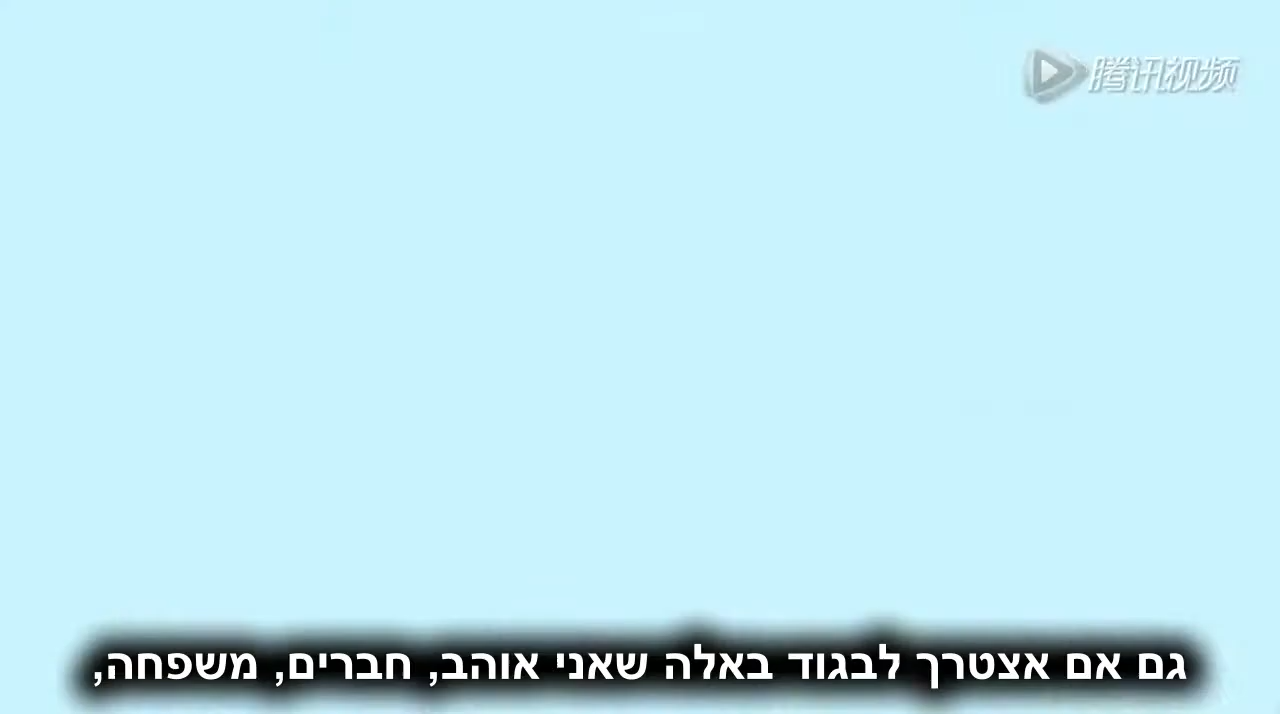 腾讯视频
גם אם אצטרך לבגוד באלה שאני אוהב, חברים, משפחה,